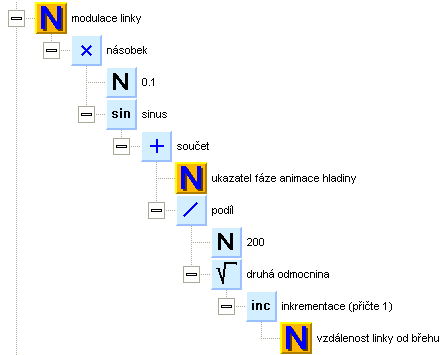 N modulace linky
× násobek
N 0.1
sin sinus
+ součet
N ukazatel fáze animace hladiny
/ podíl
N 200
√ druhá odmocnina
inc inkrementace (přičte 1)
N vzdálenost linky od břehu